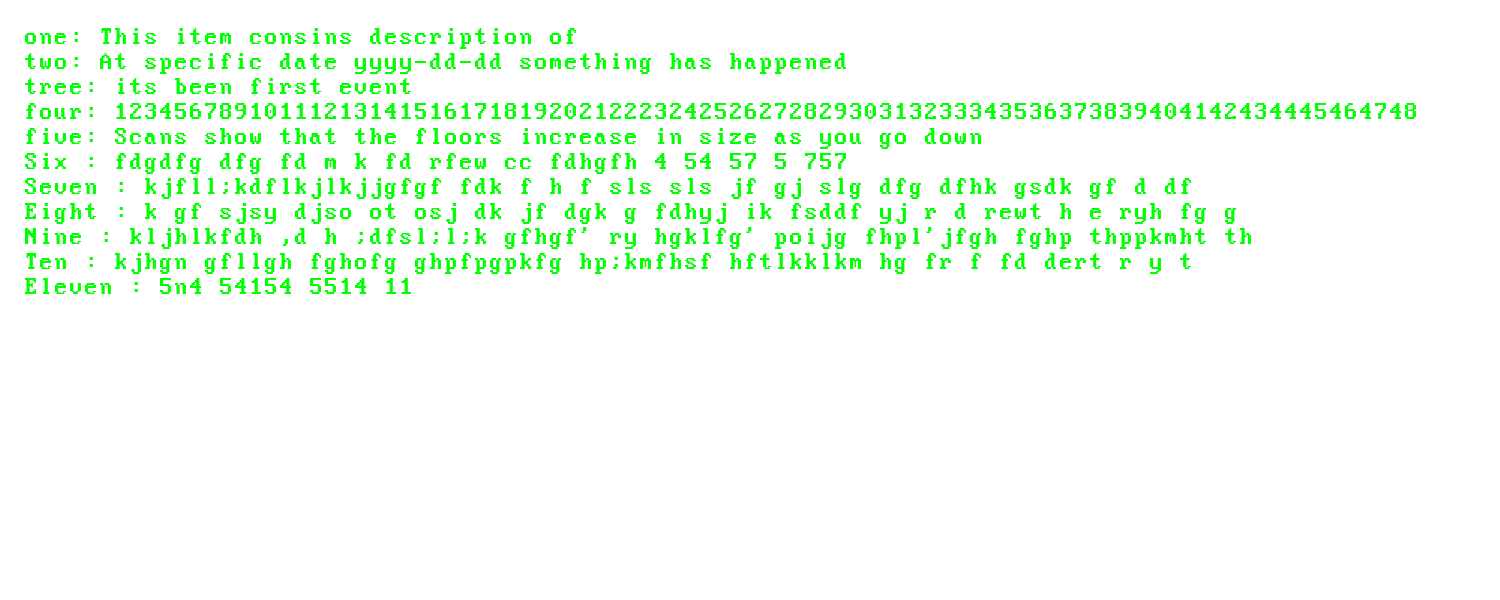 one: This item consins description of
two: At specific date yyyy-dd-dd something has happened
tree: its been first event
four: 123456789101112131415161718192021222324252627282930313233343536373839404142434445464748
five: Scans show that the floors increase in size as you go down
Six : fdgdfg dfg fd m k fd rfew cc fdhgfh 4 54 57 5 757
Seven : kjfll;kdflkjlkjjgfgf fdk f h f sls sls jf gj slg dfg dfhk gsdk gf d df
Eight : k gf sjsy djso ot osj dk jf dgk g fdhyj ik fsddf yj r d rewt h e ryh fg g
Nine : kljhlkfdh ,d h ;dfsl;l;k gfhgf' ry hgklfg' poijg fhpl'jfgh fghp thppkmht th
Ten : kjhgn gfllgh fghofg ghpfpgpkfg hp;kmfhsf hftlkklkm hg fr f fd dert r y t
Eleven : 5n4 54154 5514 11